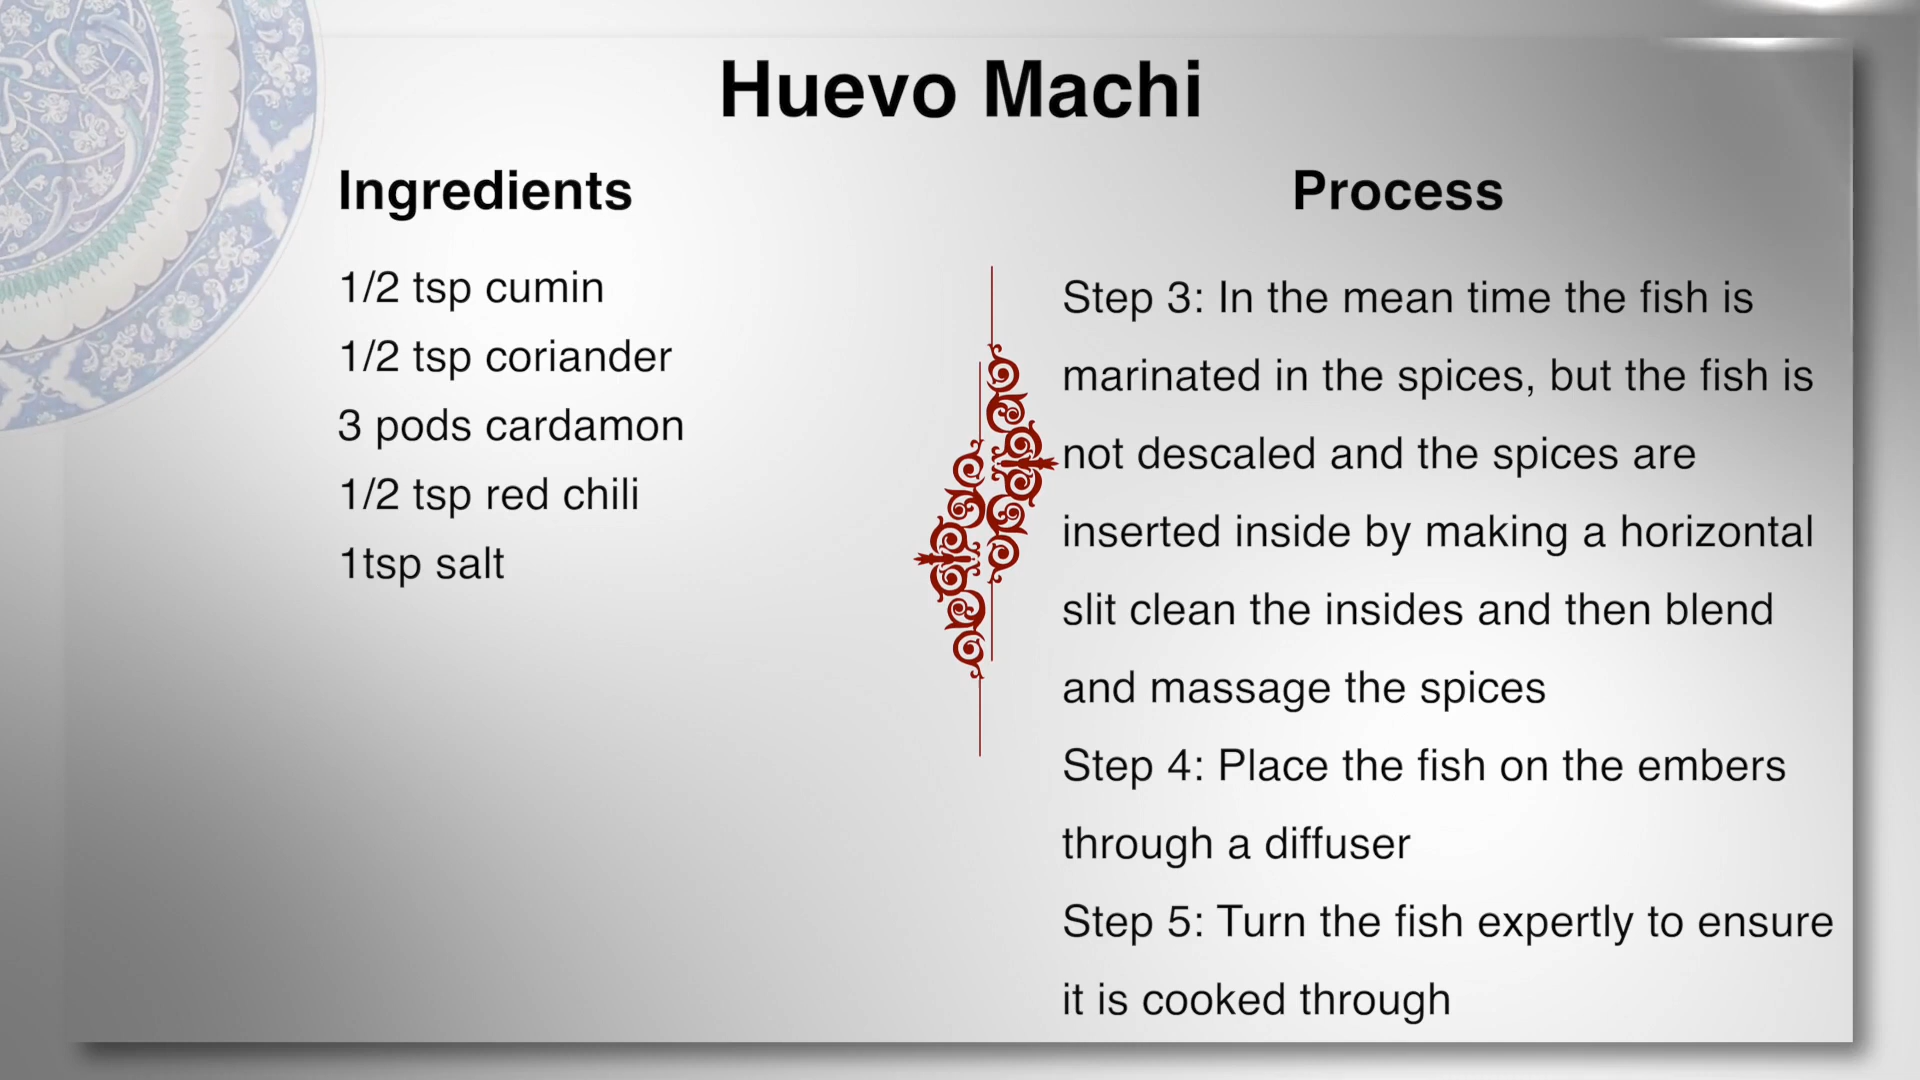 Huevo Machi
Ingredients
1/2 tsp cumin
1/2 tsp coriander
3 pods cardamon
1/2 tsp red chili
1tsp salt
Process
Step 3: In the mean time the fish is
marinated in the spices, but the fish is
not descaled and the spices are
inserted inside by making a horizontal
slit clean the insides and then blend
and massage the spices
Step 4: Place the fish on the embers
through a diffuser
Step 5: Turn the fish expertly to ensure
it is cooked through